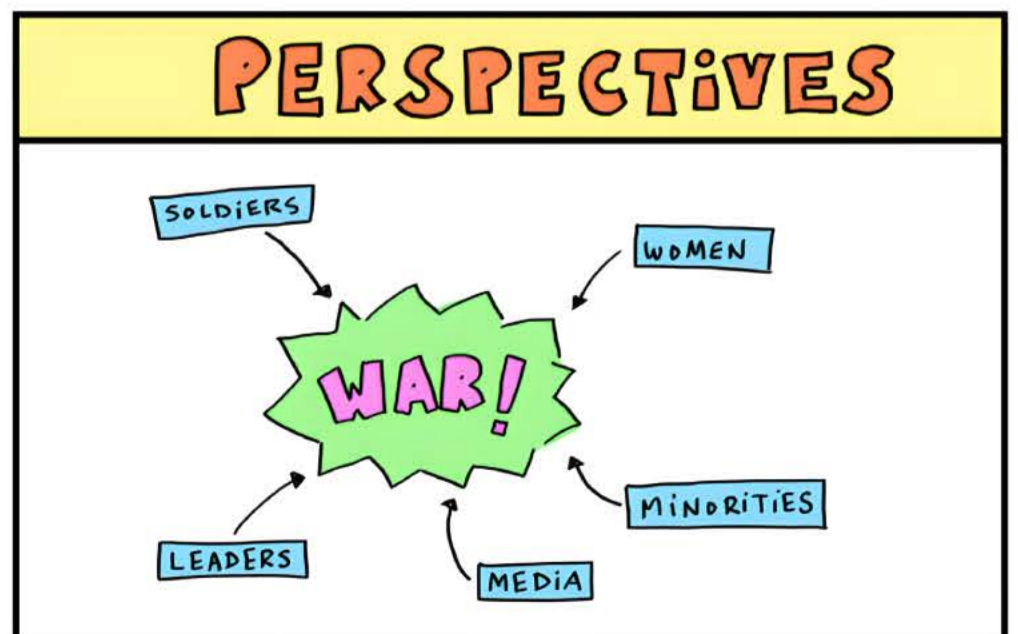 PERSPECTiVES
SOLDiERS
WOMEN
WAR!
MiNORiTiES
LEADERS
MEDiA